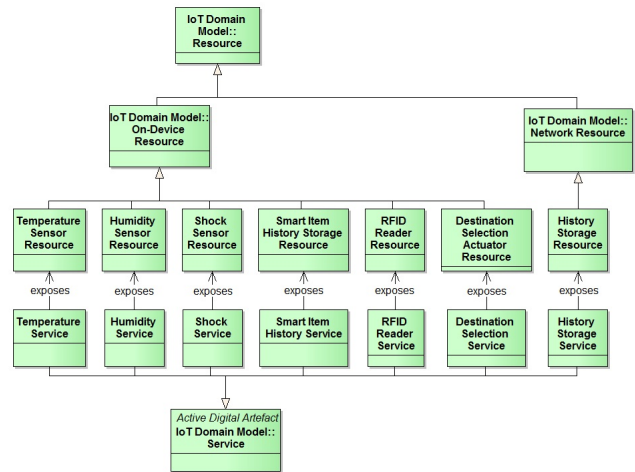 IoT Domain
Model::
Resource
IoT Domain Model::
On-Device
Resource
IoT Domain Model::
Network Resource
Temperature
Sensor
Resource
Humidity
Sensor
Resource
Shock
Sensor
Resource
Smart Item
History Storage
Resource
RFID
Reader
Resource
Destination
Selection
Actuator
Resource
History
Storage
Resource
exposes
exposes
exposes
exposes
exposes
exposes
exposes
Temperature
Service
Humidity
Service
Shock
Service
Smart Item
History Service
RFID
Reader
Service
Destination
Selection
Service
History
Storage
Service
Active Digital Artefact
IoT Domain Model::
Service